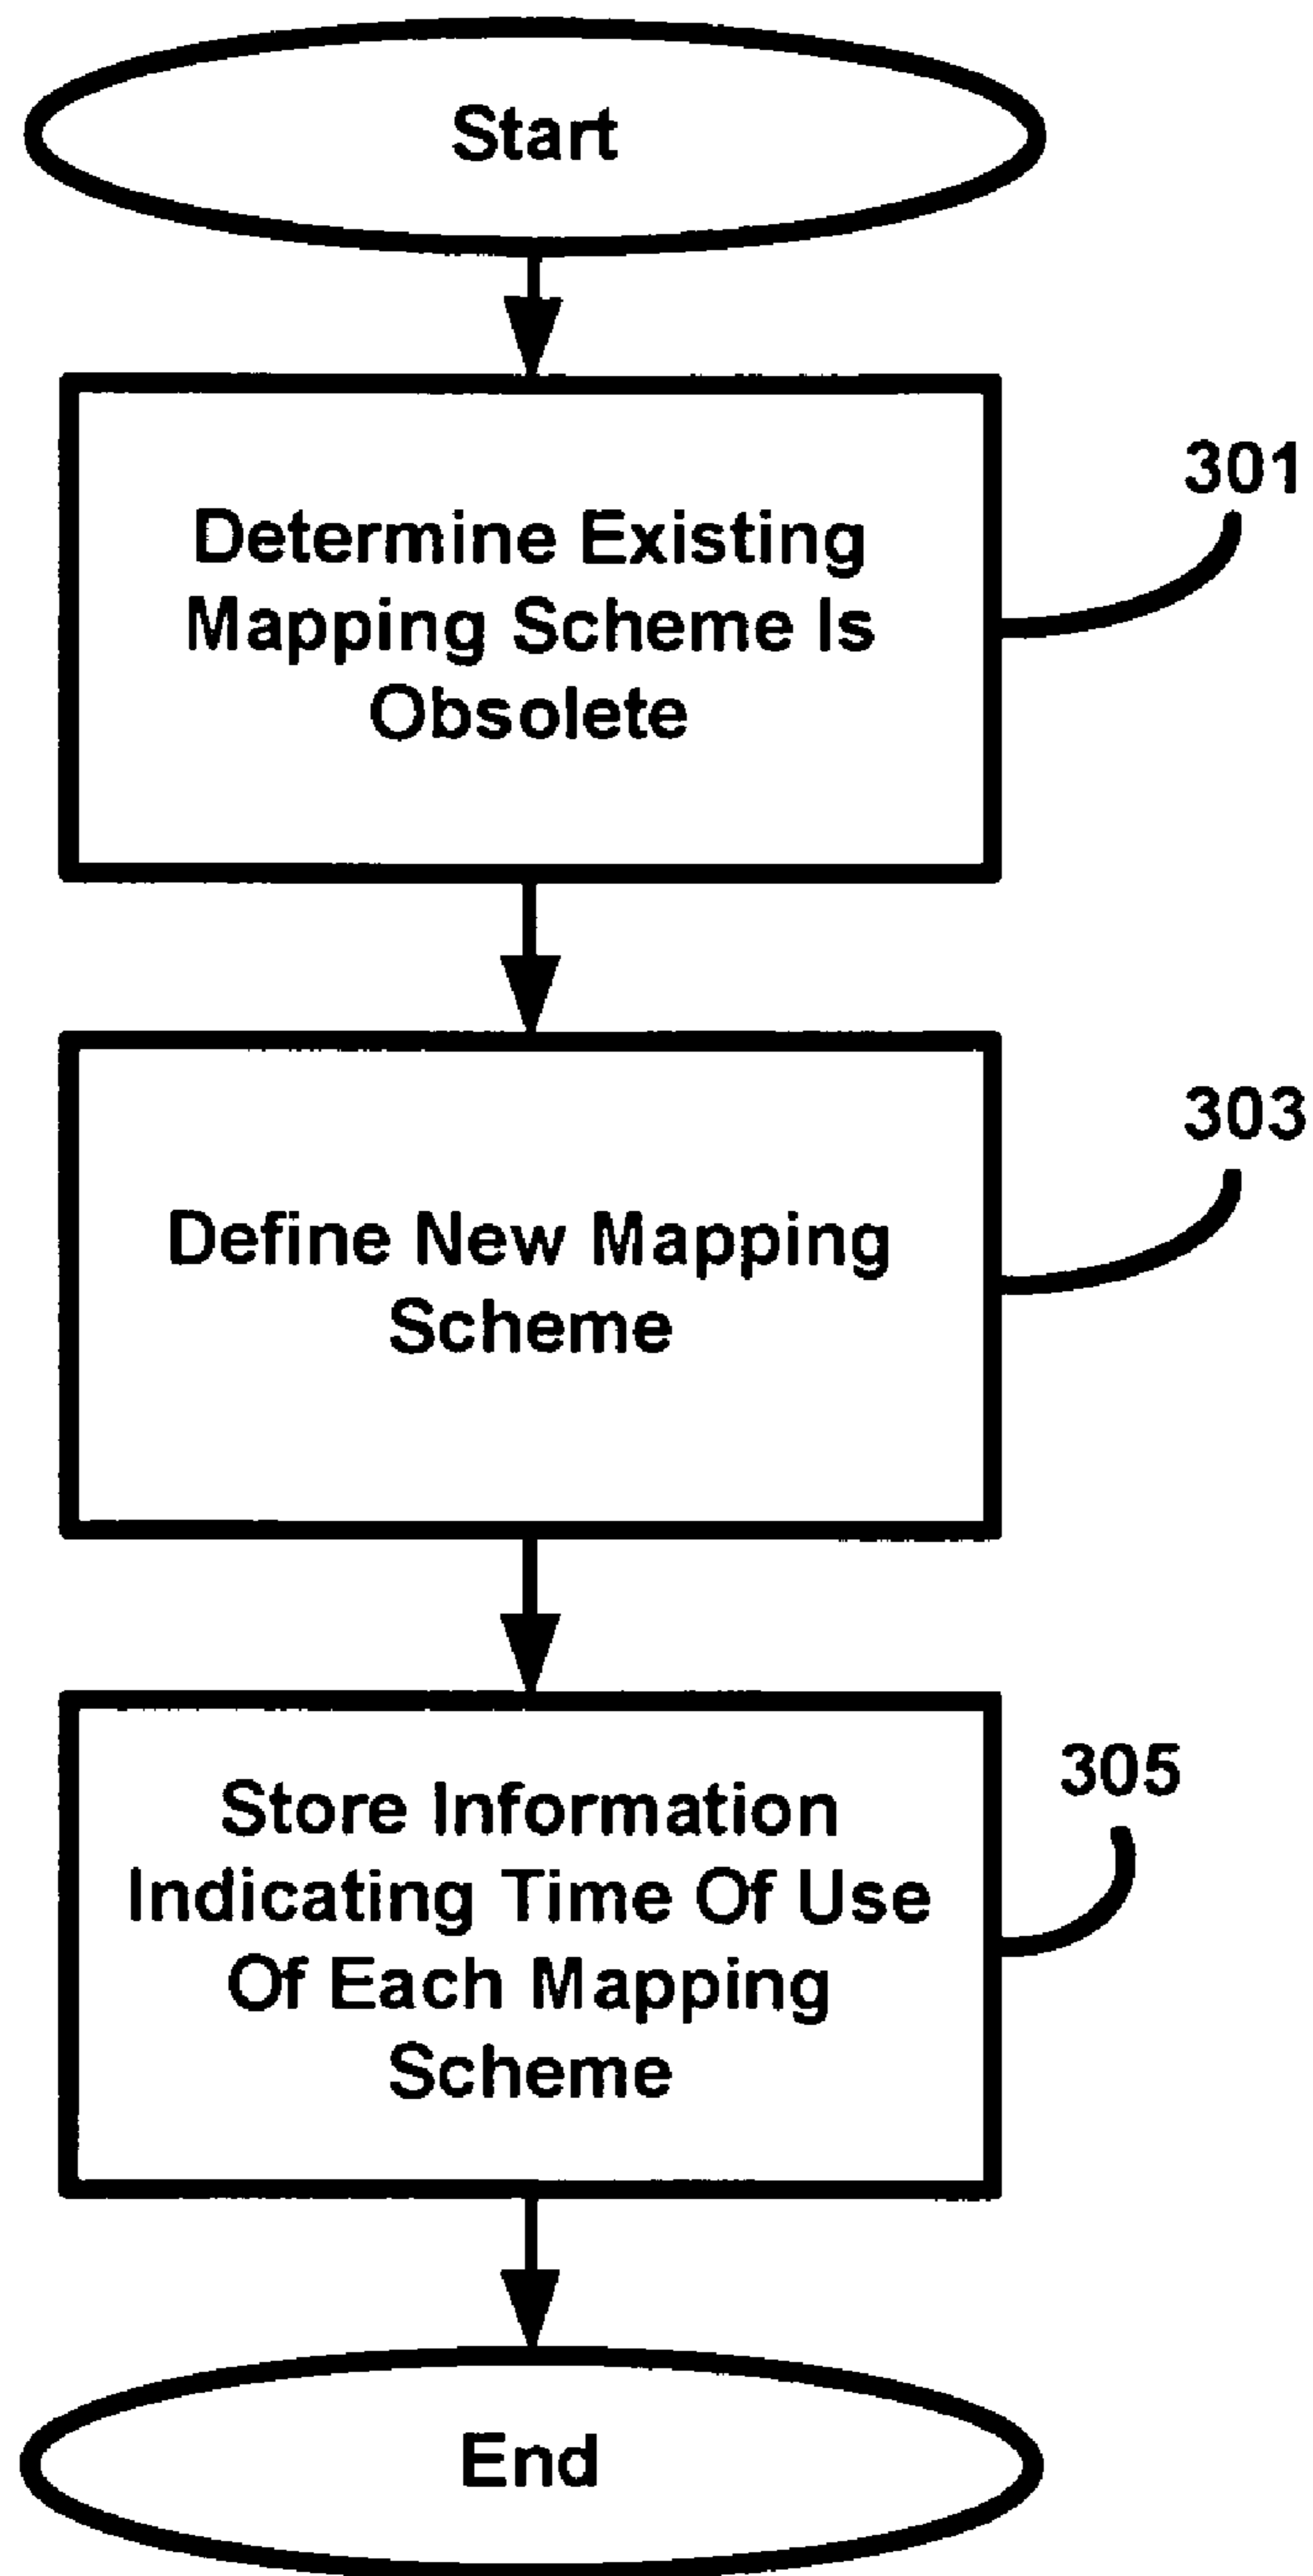 Start
Determine Existing
Mapping Scheme Is
Obsolete
301
Define New Mapping
Scheme
303
Store Information
Indicating Time Of Use
Of Each Mapping
Scheme
305
End